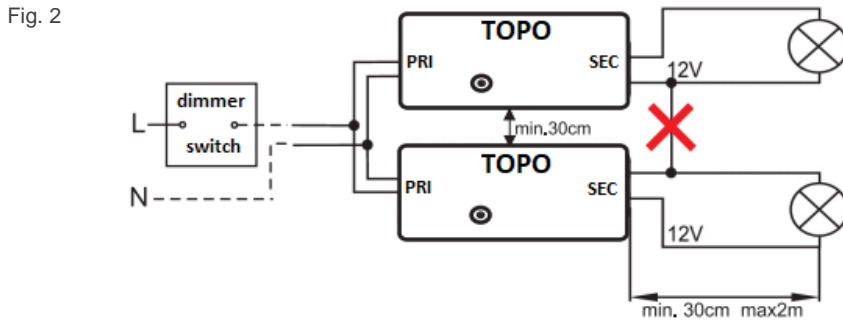 Fig. 2
TOPO
PRI
SEC
12V
dimmer
L
switch
min.30cm
N
TOPO
PRI
SEC
12V
min. 30cm max2m